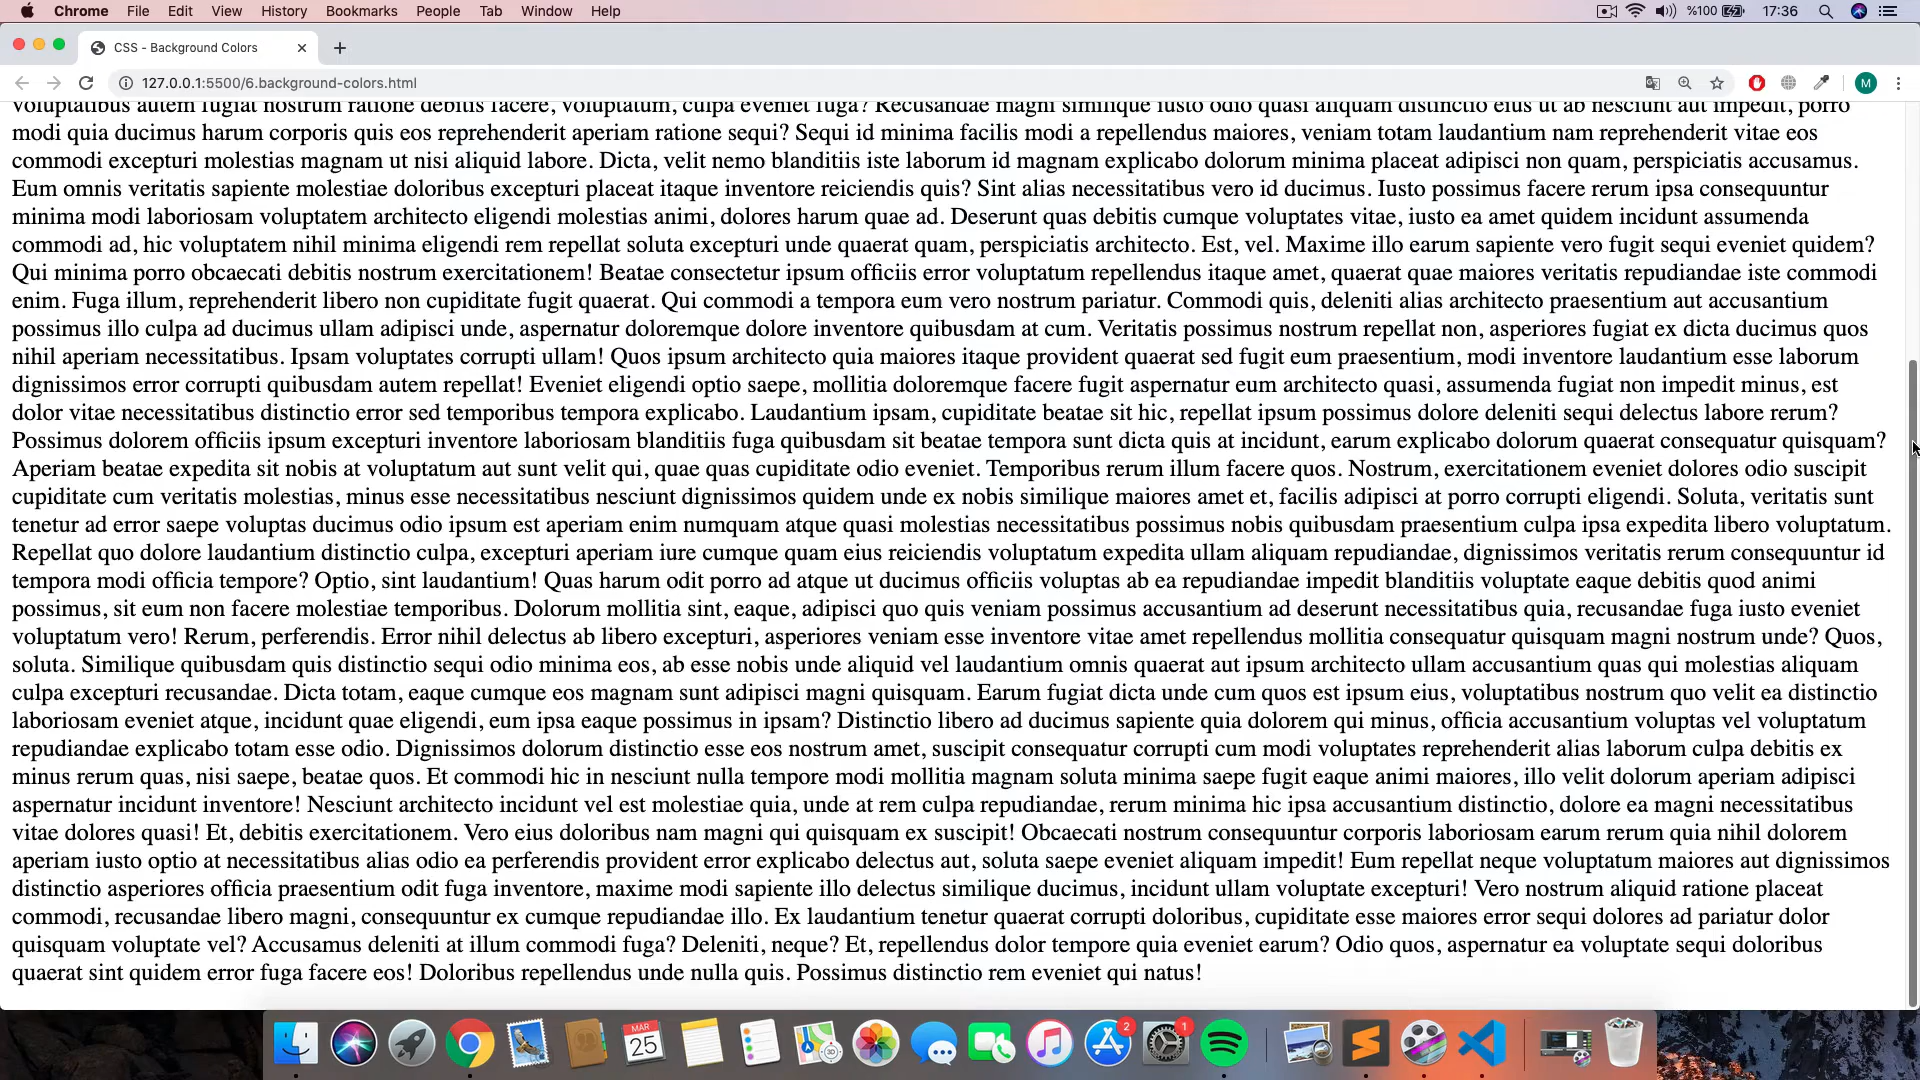 Chrome File Edit View History Bookmarks People Tab Window Help %100 17:36
CSS - Background Colors
127.0.0.1:5500/6.background-colors.html M
voluptatibus autem fugiat nostrum ratione debitis facere, voluptatum, culpa eveniet fuga? Recusandae magni similique iusto odio quasi aliquam distinctio eius ut ab nesciunt aut impedit, porro
modi quia ducimus harum corporis quis eos reprehenderit aperiam ratione sequi? Sequi id minima facilis modi a repellendus maiores, veniam totam laudantium nam reprehenderit vitae eos
commodi excepturi molestias magnam ut nisi aliquid labore. Dicta, velit nemo blanditiis iste laborum id magnam explicabo dolorum minima placeat adipisci non quam, perspiciatis accusamus.
Eum omnis veritatis sapiente molestiae doloribus excepturi placeat itaque inventore reiciendis quis? Sint alias necessitatibus vero id ducimus. Iusto possimus facere rerum ipsa consequuntur
minima modi laboriosam voluptatem architecto eligendi molestias animi, dolores harum quae ad. Deserunt quas debitis cumque voluptates vitae, iusto ea amet quidem incidunt assumenda
commodi ad, hic voluptatem nihil minima eligendi rem repellat soluta excepturi unde quaerat quam, perspiciatis architecto. Est, vel. Maxime illo earum sapiente vero fugit sequi eveniet quidem?
Qui minima porro obcaecati debitis nostrum exercitationem! Beatae consectetur ipsum officiis error voluptatum repellendus itaque amet, quaerat quae maiores veritatis repudiandae iste commodi
enim. Fuga illum, reprehenderit libero non cupiditate fugit quaerat. Qui commodi a tempora eum vero nostrum pariatur. Commodi quis, deleniti alias architecto praesentium aut accusantium
possimus illo culpa ad ducimus ullam adipisci unde, aspernatur doloremque dolore inventore quibusdam at cum. Veritatis possimus nostrum repellat non, asperiores fugiat ex dicta ducimus quos
nihil aperiam necessitatibus. Ipsam voluptates corrupti ullam! Quos ipsum architecto quia maiores itaque provident quaerat sed fugit eum praesentium, modi inventore laudantium esse laborum
dignissimos error corrupti quibusdam autem repellat! Eveniet eligendi optio saepe, mollitia doloremque facere fugit aspernatur eum architecto quasi, assumenda fugiat non impedit minus, est
dolor vitae necessitatibus distinctio error sed temporibus tempora explicabo. Laudantium ipsam, cupiditate beatae sit hic, repellat ipsum possimus dolore deleniti sequi delectus labore rerum?
Possimus dolorem officiis ipsum excepturi inventore laboriosam blanditiis fuga quibusdam sit beatae tempora sunt dicta quis at incidunt, earum explicabo dolorum quaerat consequatur quisquam?
Aperiam beatae expedita sit nobis at voluptatum aut sunt velit qui, quae quas cupiditate odio eveniet. Temporibus rerum illum facere quos. Nostrum, exercitationem eveniet dolores odio suscipit
cupiditate cum veritatis molestias, minus esse necessitatibus nesciunt dignissimos quidem unde ex nobis similique maiores amet et, facilis adipisci at porro corrupti eligendi. Soluta, veritatis sunt
tenetur ad error saepe voluptas ducimus odio ipsum est aperiam enim numquam atque quasi molestias necessitatibus possimus nobis quibusdam praesentium culpa ipsa expedita libero voluptatum.
Repellat quo dolore laudantium distinctio culpa, excepturi aperiam iure cumque quam eius reiciendis voluptatum expedita ullam aliquam repudiandae, dignissimos veritatis rerum consequuntur id
tempora modi officia tempore? Optio, sint laudantium! Quas harum odit porro ad atque ut ducimus officiis voluptas ab ea repudiandae impedit blanditiis voluptate eaque debitis quod animi
possimus, sit eum non facere molestiae temporibus. Dolorum mollitia sint, eaque, adipisci quo quis veniam possimus accusantium ad deserunt necessitatibus quia, recusandae fuga iusto eveniet
voluptatum vero! Rerum, perferendis. Error nihil delectus ab libero excepturi, asperiores veniam esse inventore vitae amet repellendus mollitia consequatur quisquam magni nostrum unde? Quos,
soluta. Similique quibusdam quis distinctio sequi odio minima eos, ab esse nobis unde aliquid vel laudantium omnis quaerat aut ipsum architecto ullam accusantium quas qui molestias aliquam
culpa excepturi recusandae. Dicta totam, eaque cumque eos magnam sunt adipisci magni quisquam. Earum fugiat dicta unde cum quos est ipsum eius, voluptatibus nostrum quo velit ea distinctio
laboriosam eveniet atque, incidunt quae eligendi, eum ipsa eaque possimus in ipsam? Distinctio libero ad ducimus sapiente quia dolorem qui minus, officia accusantium voluptas vel voluptatum
repudiandae explicabo totam esse odio. Dignissimos dolorum distinctio esse eos nostrum amet, suscipit consequatur corrupti cum modi voluptates reprehenderit alias laborum culpa debitis ex
minus rerum quas, nisi saepe, beatae quos. Et commodi hic in nesciunt nulla tempore modi mollitia magnam soluta minima saepe fugit eaque animi maiores, illo velit dolorum aperiam adipisci
aspernatur incidunt inventore! Nesciunt architecto incidunt vel est molestiae quia, unde at rem culpa repudiandae, rerum minima hic ipsa accusantium distinctio, dolore ea magni necessitatibus
vitae dolores quasi! Et, debitis exercitationem. Vero eius doloribus nam magni qui quisquam ex suscipit! Obcaecati nostrum consequuntur corporis laboriosam earum rerum quia nihil dolorem
aperiam iusto optio at necessitatibus alias odio ea perferendis provident error explicabo delectus aut, soluta saepe eveniet aliquam impedit! Eum repellat neque voluptatum maiores aut dignissimos
distinctio asperiores officia praesentium odit fuga inventore, maxime modi sapiente illo delectus similique ducimus, incidunt ullam voluptate excepturi! Vero nostrum aliquid ratione placeat
commodi, recusandae libero magni, consequuntur ex cumque repudiandae illo. Ex laudantium tenetur quaerat corrupti doloribus, cupiditate esse maiores error sequi dolores ad pariatur dolor
quisquam voluptate vel? Accusamus deleniti at illum commodi fuga? Deleniti, neque? Et, repellendus dolor tempore quia eveniet earum? Odio quos, aspernatur ea voluptate sequi doloribus
quaerat sint quidem error fuga facere eos! Doloribus repellendus unde nulla quis. Possimus distinctio rem eveniet qui natus!
MAR
25
2
1